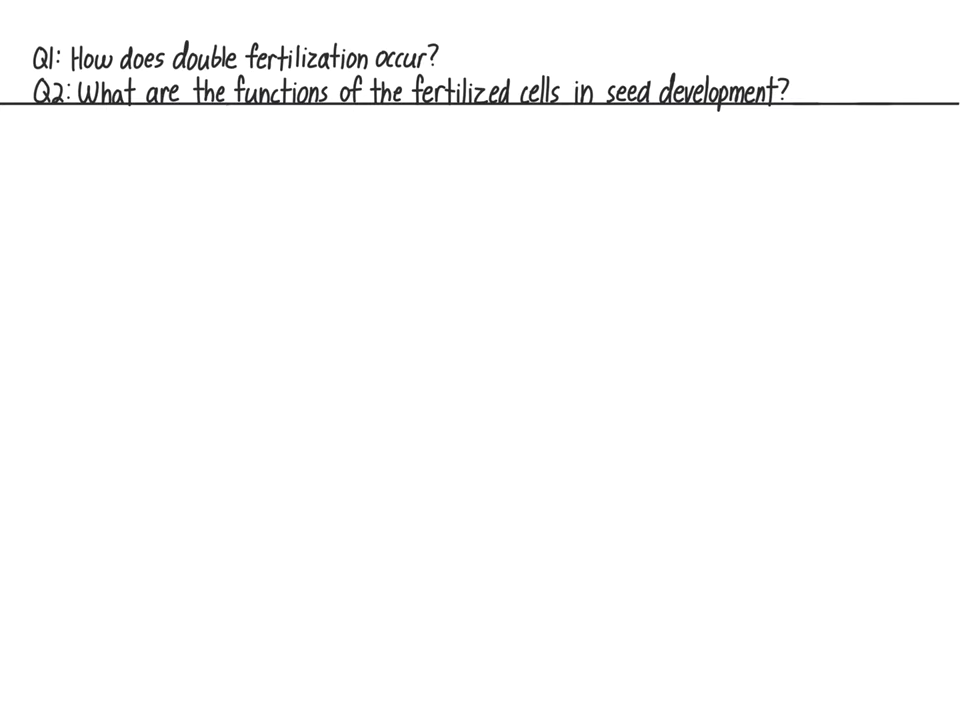 Q1: How does double fertilization occur?
Q2: What are the functions of the fertilized cells in seed development?